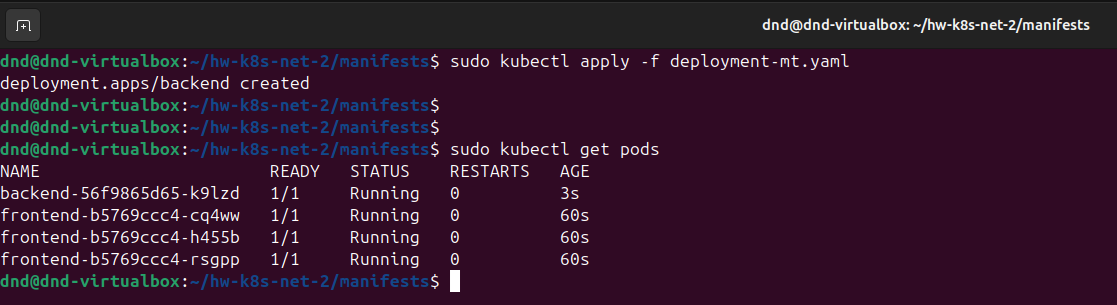 dnd@dnd-virtualbox: ~/hw-k8s-net-2/manifests
dnd@dnd-virtualbox:~/hw-k8s-net-2/manifests$ sudo kubectl apply -f deployment-mt.yaml
deployment.apps/backend created
dnd@dnd-virtualbox:~/hw-k8s-net-2/manifests$
dnd@dnd-virtualbox:~/hw-k8s-net-2/manifests$
dnd@dnd-virtualbox:~/hw-k8s-net-2/manifests$ sudo kubectl get pods
NAME                       READY   STATUS    RESTARTS   AGE
backend-56f9865d65-k9lzd   1/1     Running   0          3s
frontend-b5769ccc4-cq4ww   1/1     Running   0          60s
frontend-b5769ccc4-h455b   1/1     Running   0          60s
frontend-b5769ccc4-rsgpp   1/1     Running   0          60s
dnd@dnd-virtualbox:~/hw-k8s-net-2/manifests$